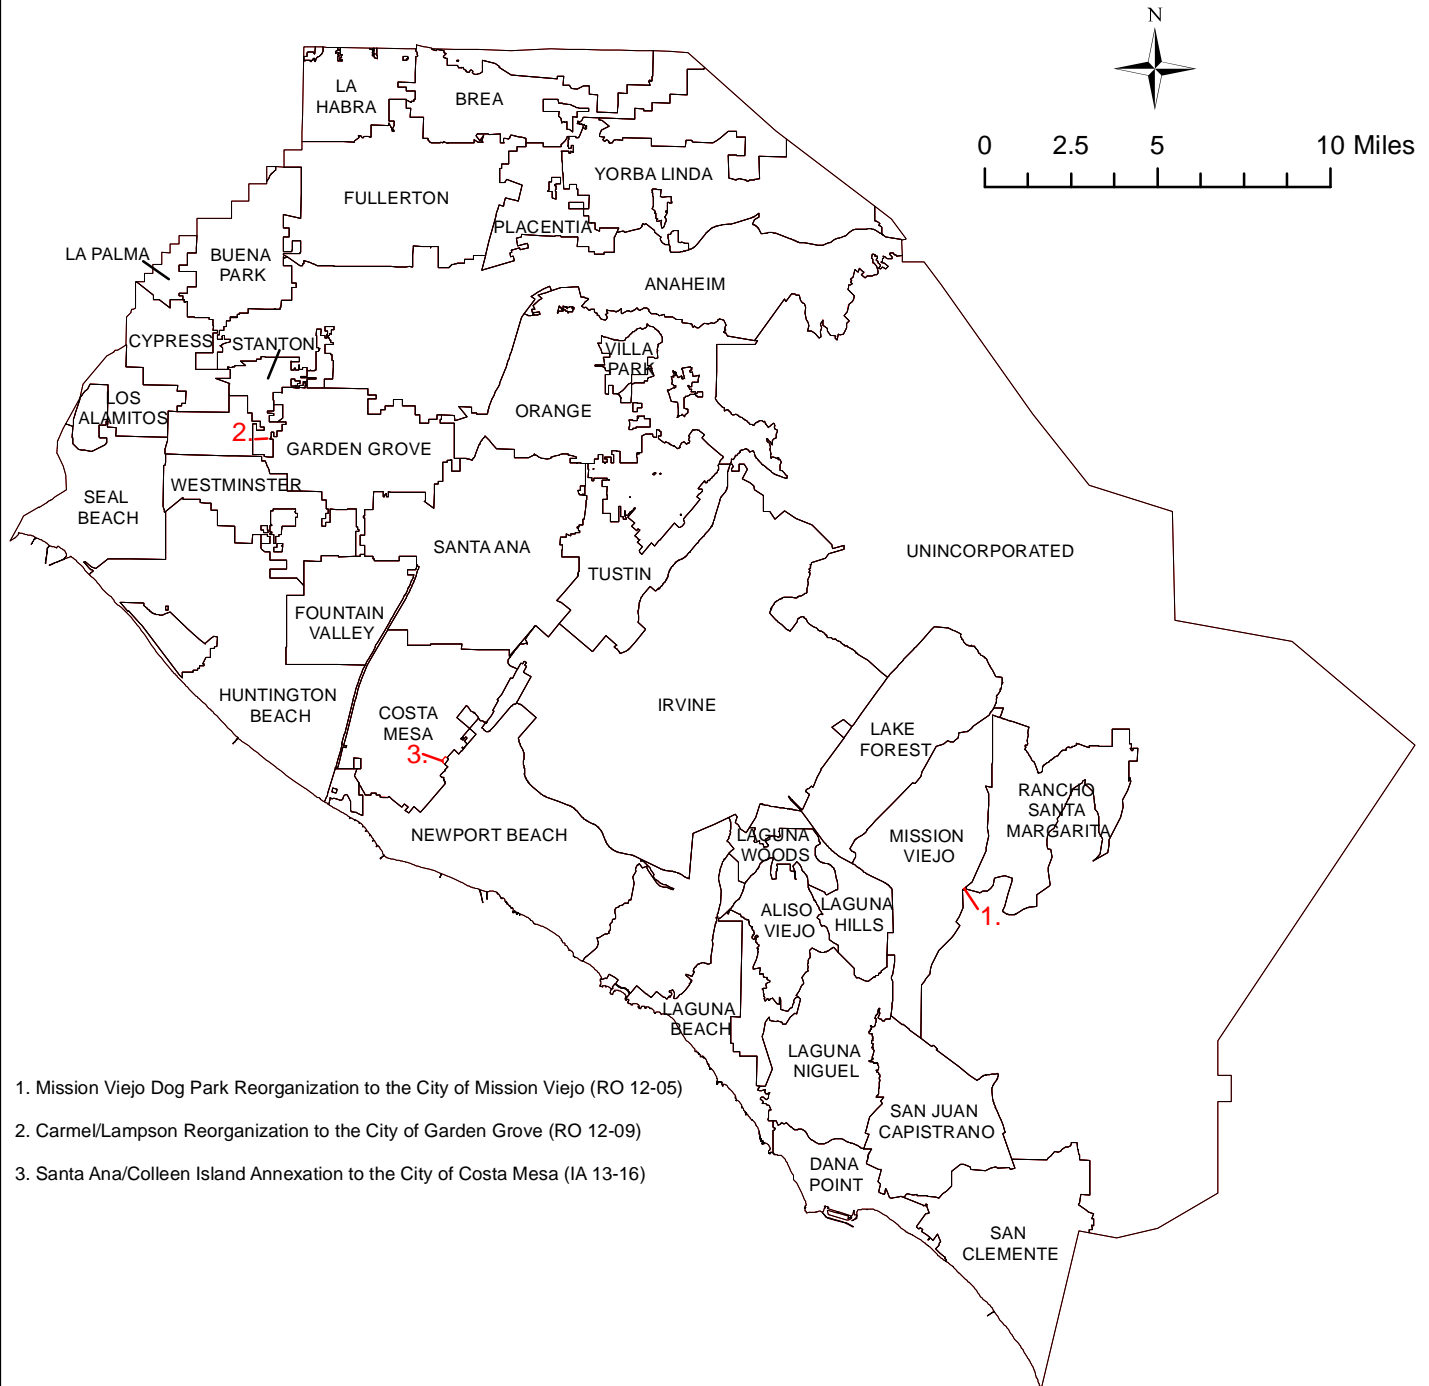 N
0 2.5 5 10 Miles
LA
HABRA
BREA
YORBA LINDA
FULLERTON
PLACENTIA
LA PALMA
BUENA
PARK
ANAHEIM
CYPRESS
STANTON
VILLA
PARK
LOS
ALAMITOS
ORANGE
2.
GARDEN GROVE
WESTMINSTER
SEAL
BEACH
SANTA ANA
UNINCORPORATED
TUSTIN
FOUNTAIN
VALLEY
HUNTINGTON
BEACH
IRVINE
COSTA
MESA
3.
LAKE
FOREST
RANCHO
SANTA
MARGARITA
NEWPORT BEACH
LAGUNA
WOODS
MISSION
VIEJO
ALISO
VIEJO
LAGUNA
HILLS
1.
LAGUNA
BEACH
LAGUNA
NIGUEL
SAN JUAN
CAPISTRANO
DANA
POINT
SAN
CLEMENTE
1. Mission Viejo Dog Park Reorganization to the City of Mission Viejo (RO 12-05)
2. Carmel/Lampson Reorganization to the City of Garden Grove (RO 12-09)
3. Santa Ana/Colleen Island Annexation to the City of Costa Mesa (IA 13-16)